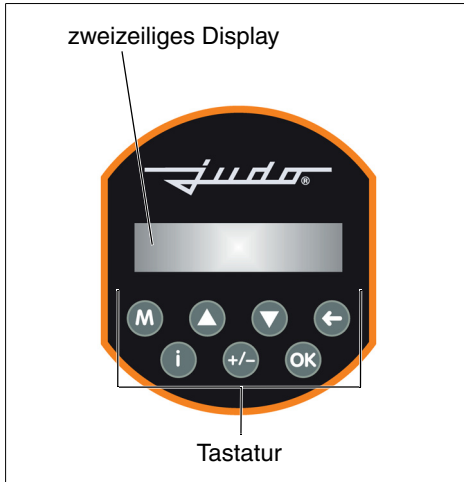 zweizeiliges Display
judo®
M
i +/− OK
Tastatur